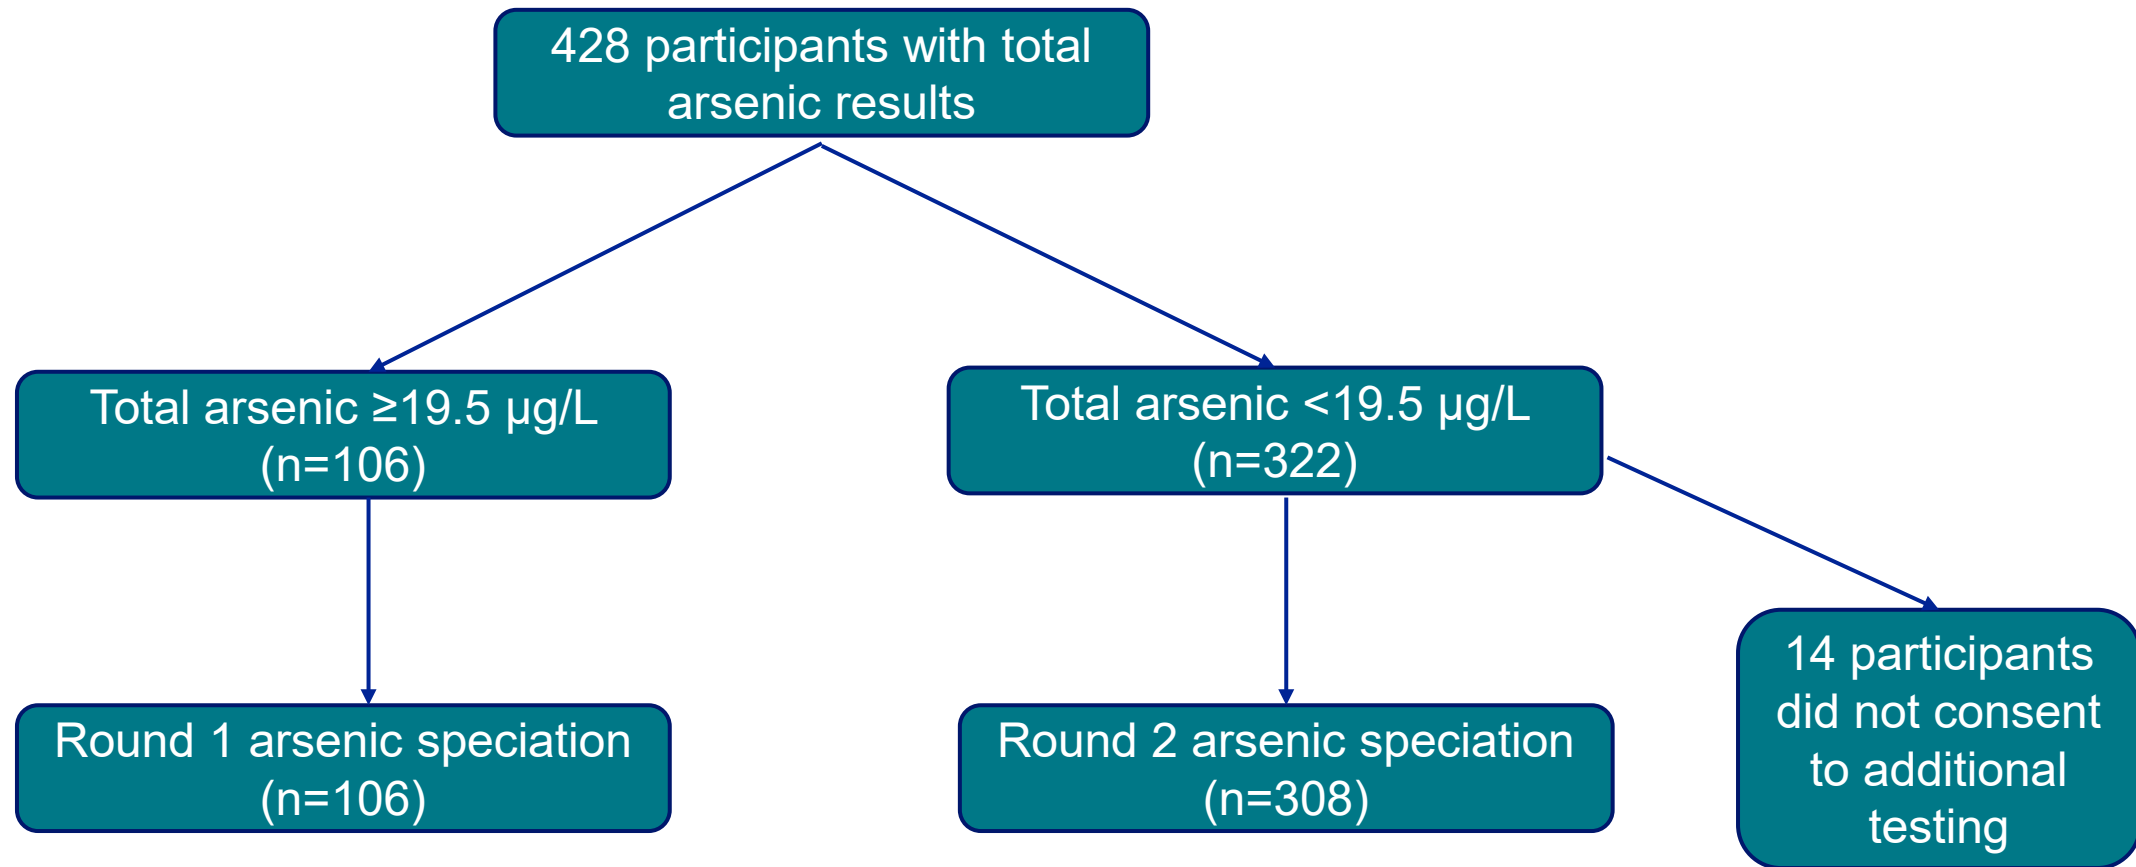 428 participants with total
arsenic results
Total arsenic ≥19.5 µg/L
(n=106)
Total arsenic <19.5 µg/L
(n=322)
14 participants
did not consent
to additional
testing
Round 1 arsenic speciation
(n=106)
Round 2 arsenic speciation
(n=308)